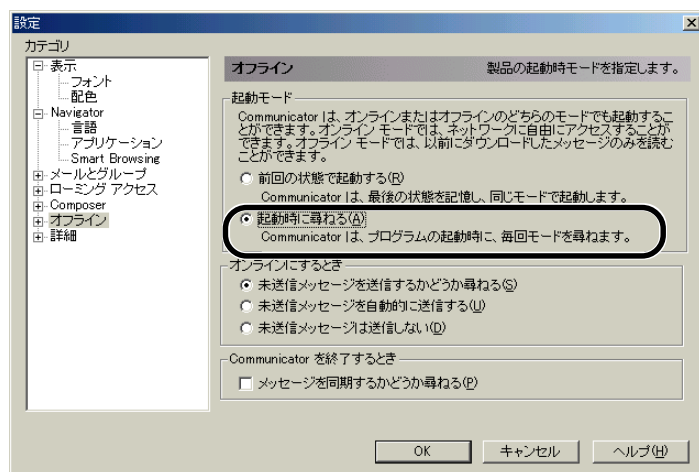 設定
カテゴリ
表示
フォント
配色
Navigator
言語
アプリケーション
Smart Browsing
メールとグループ
ローミング アクセス
Composer
オフライン
詳細
オフライン 製品の起動時モードを指定します。
起動モード
Communicator は、オンラインまたはオフラインのどちらのモードでも起動するこ
とができます。オンライン モードでは、ネットワークに自由にアクセスすることが
できます。オフライン モードでは、以前にダウンロードしたメッセージのみを読む
ことができます。
前回の状態で起動する(R)
Communicator は、最後の状態を記憶し、同じモードで起動します。
起動時に尋ねる(A)
Communicator は、プログラムの起動時に、毎回モードを尋ねます。
オンラインにするとき
未送信メッセージを送信するかどうか尋ねる(S)
未送信メッセージを自動的に送信する(U)
未送信メッセージは送信しない(D)
Communicator を終了するとき
メッセージを同期するかどうか尋ねる(P)
OK キャンセル ヘルプ(H)